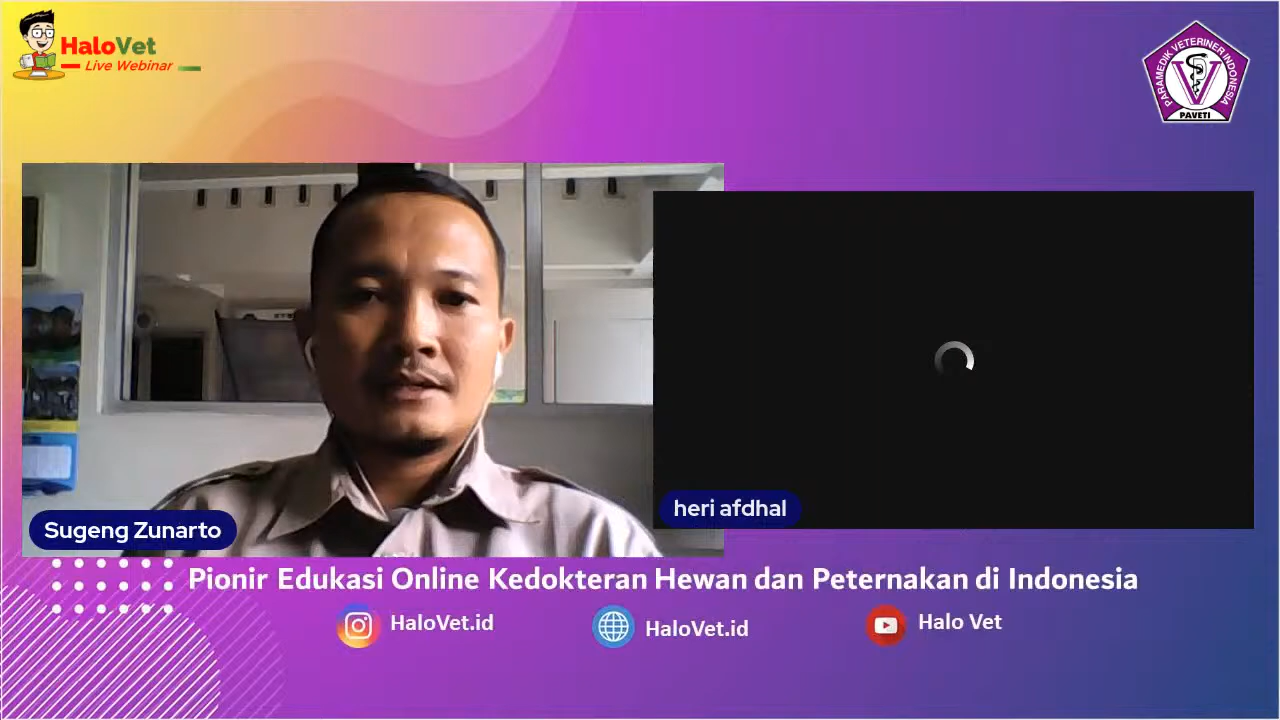 HaloVet
Live Webinar
PARAMEDIK VETERINER INDONESIA
V
PAVETI
Sugeng Zunarto
heri afdhal
Pionir Edukasi Online Kedokteran Hewan dan Peternakan di Indonesia
HaloVet.id
HaloVet.id
Halo Vet